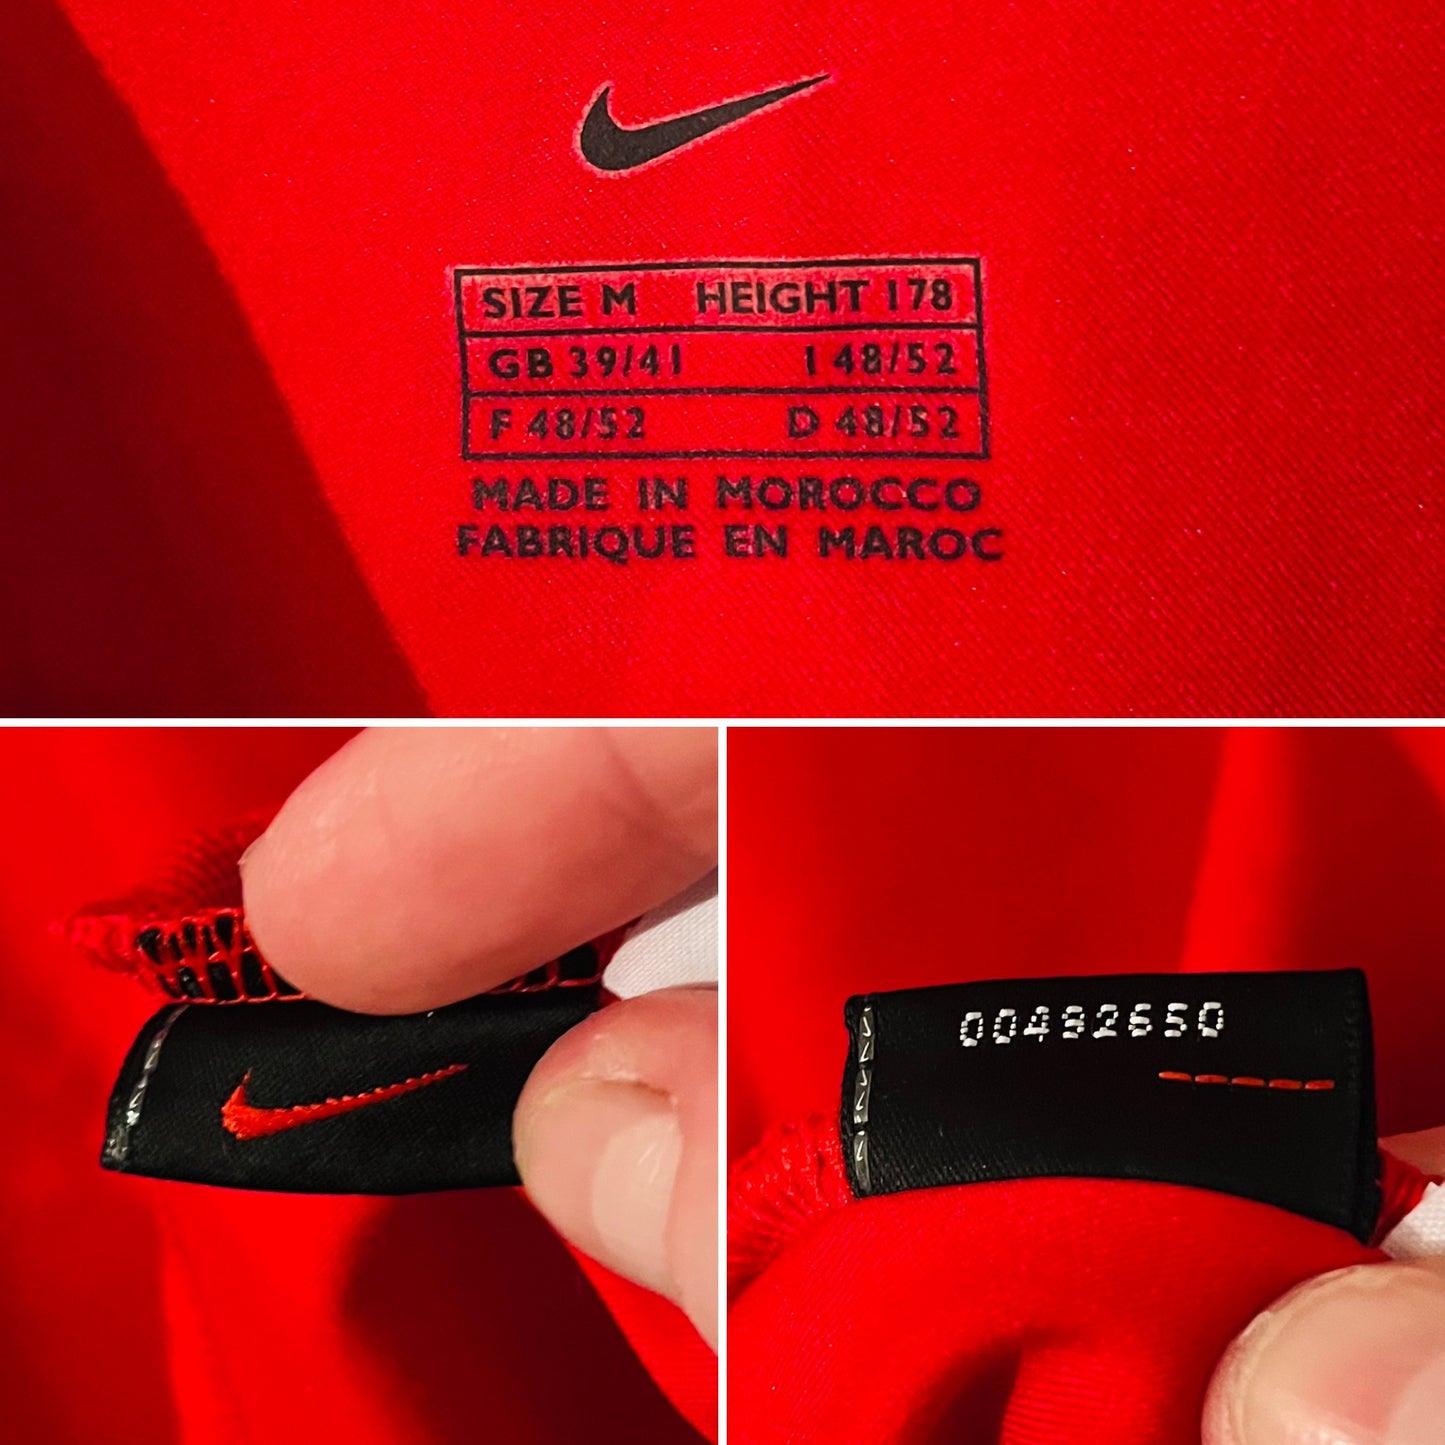 SIZE M HEIGHT 178
GB 39/41 I 48/52
F 48/52 D 48/52
MADE IN MOROCCO
FABRIQUE EN MAROC
00492650